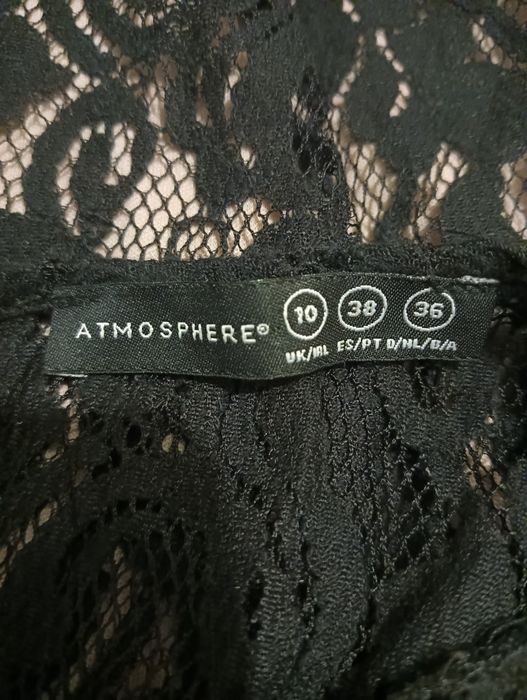 ATMOSPHERE® 10 38 36
UK/IRL ES/PT D/NL/B/A